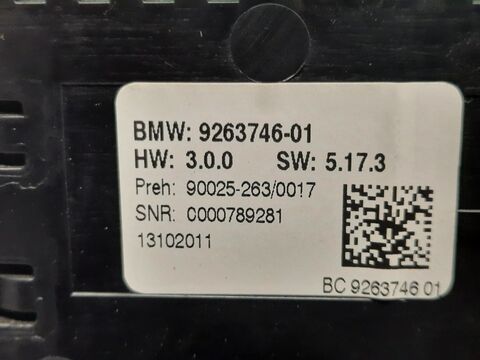 BMW: 9263746-01
HW: 3.0.0 SW: 5.17.3
Preh: 90025-263/0017
SNR: 0000789281
13102011
BC 9263746 01